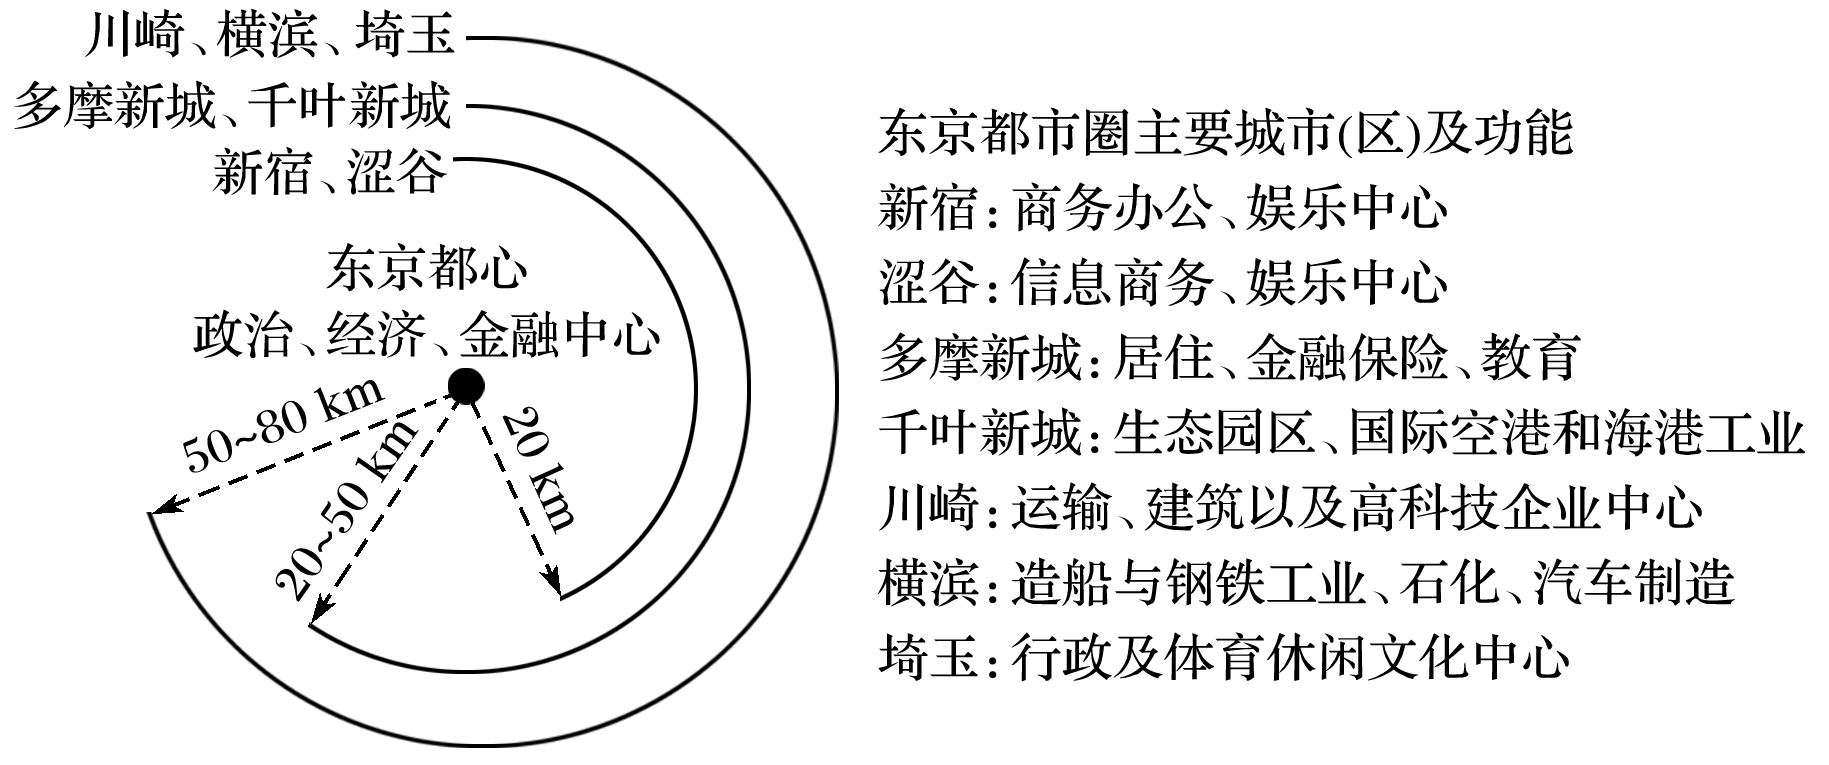 川崎、横滨、埼玉
多摩新城、千叶新城
新宿、涩谷
东京都心
政治、经济、金融中心
50~80 km
20~50 km
20 km
东京都市圈主要城市(区)及功能
新宿:商务办公、娱乐中心
涩谷:信息商务、娱乐中心
多摩新城:居住、金融保险、教育
千叶新城:生态园区、国际空港和海港工业
川崎:运输、建筑以及高科技企业中心
横滨:造船与钢铁工业、石化、汽车制造
埼玉:行政及体育休闲文化中心